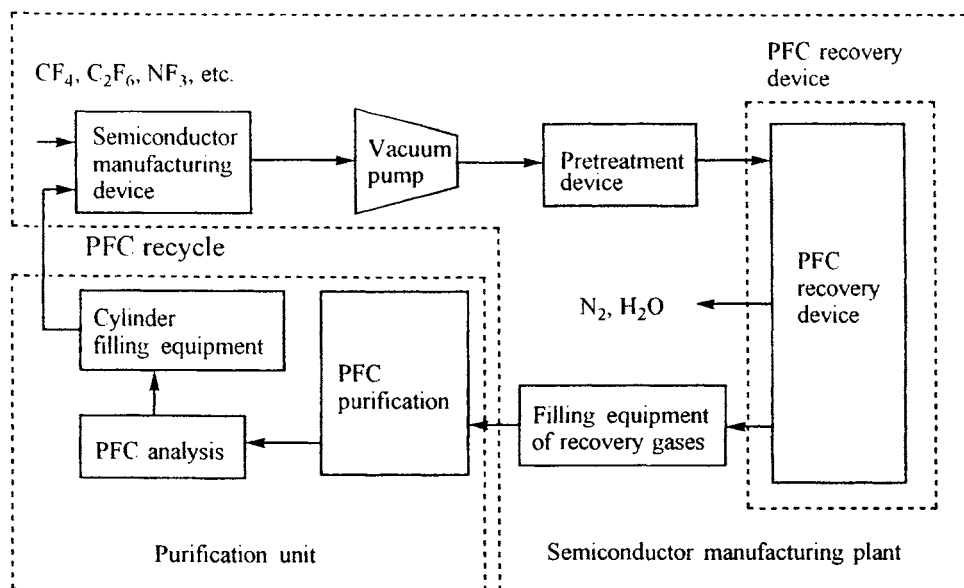 PFC recovery
device
CF₄, C₂F₆, NF₃, etc.
Semiconductor
manufacturing
device
Vacuum
pump
Pretreatment
device
PFC
recovery
device
N₂, H₂O
PFC recycle
Cylinder
filling equipment
PFC
purification
PFC analysis
Filling equipment
of recovery gases
Purification unit
Semiconductor manufacturing plant